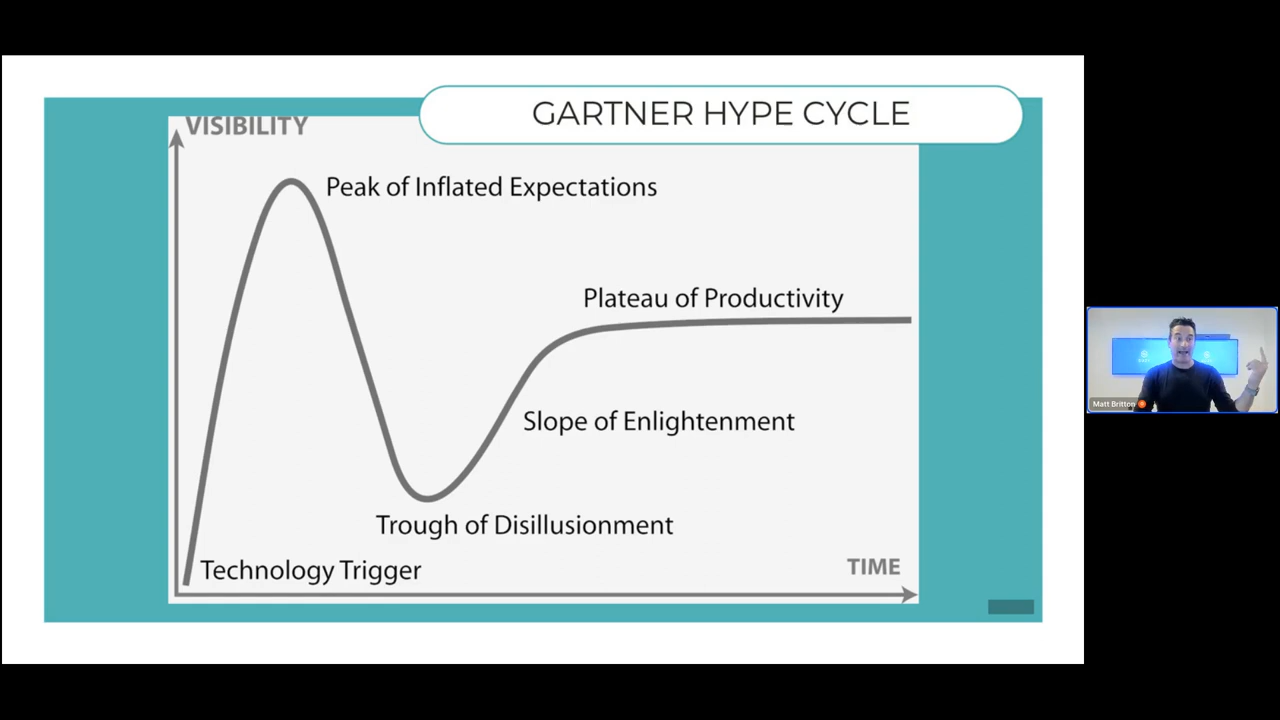 GARTNER HYPE CYCLE
VISIBILITY
Peak of Inflated Expectations
Plateau of Productivity
Slope of Enlightenment
Trough of Disillusionment
Technology Trigger
TIME
Matt Britton